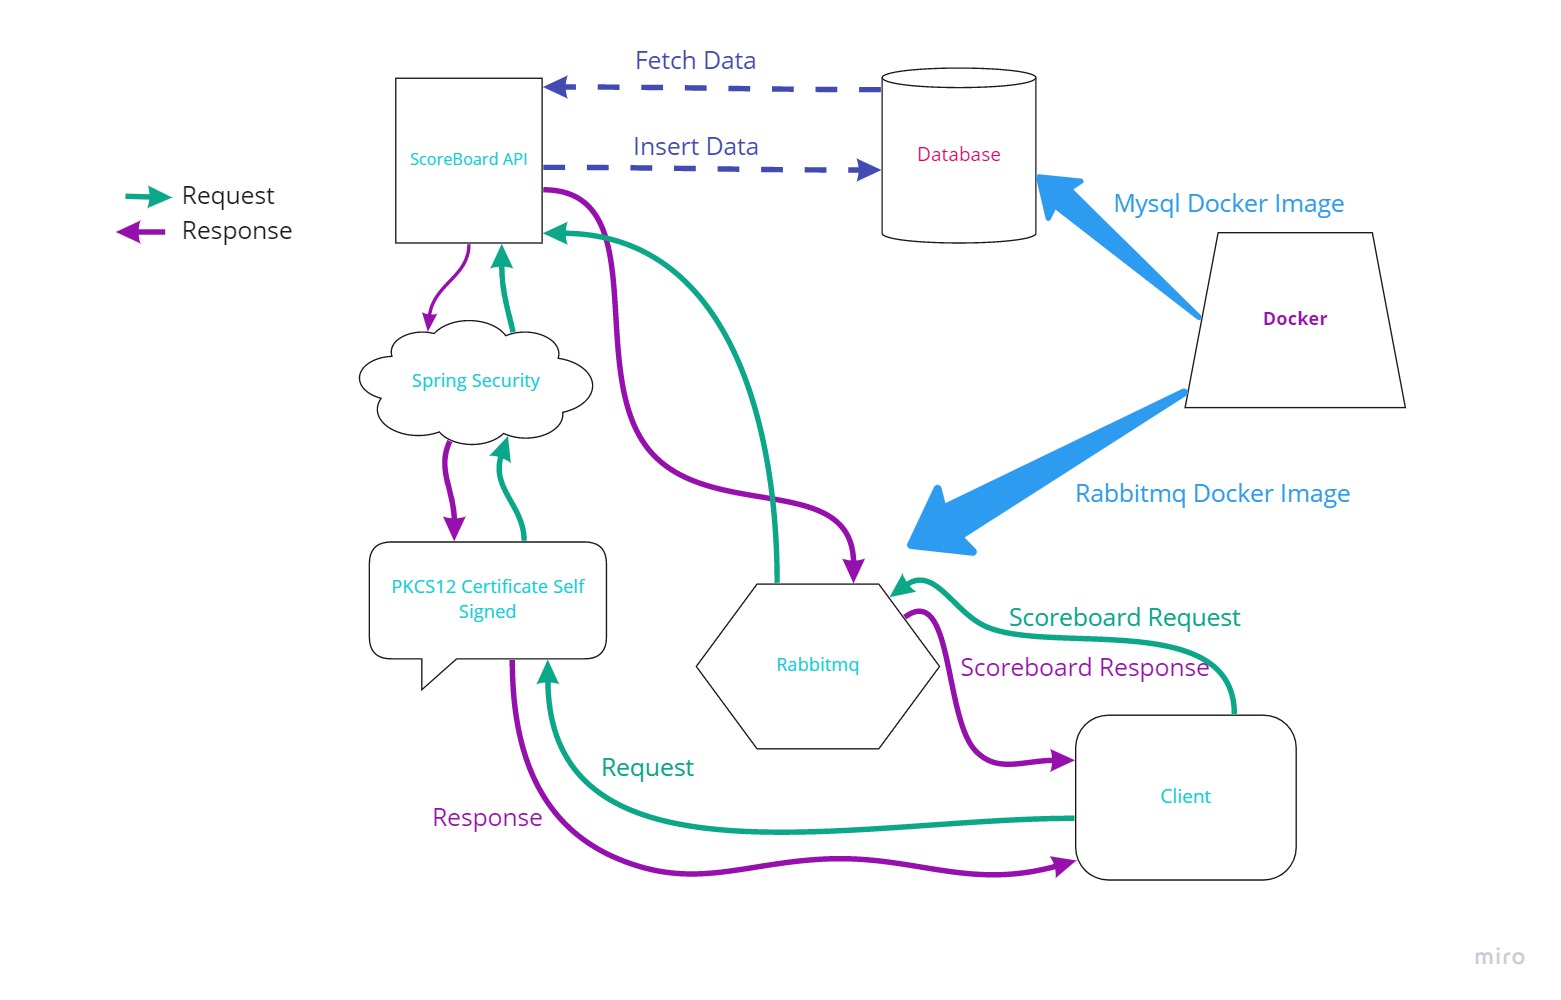 Fetch Data
Insert Data
ScoreBoard API
Database
Request
Response
Mysql Docker Image
Docker
Spring Security
Rabbitmq Docker Image
PKCS12 Certificate Self
Signed
Scoreboard Request
Rabbitmq
Scoreboard Response
Request
Client
Response
miro